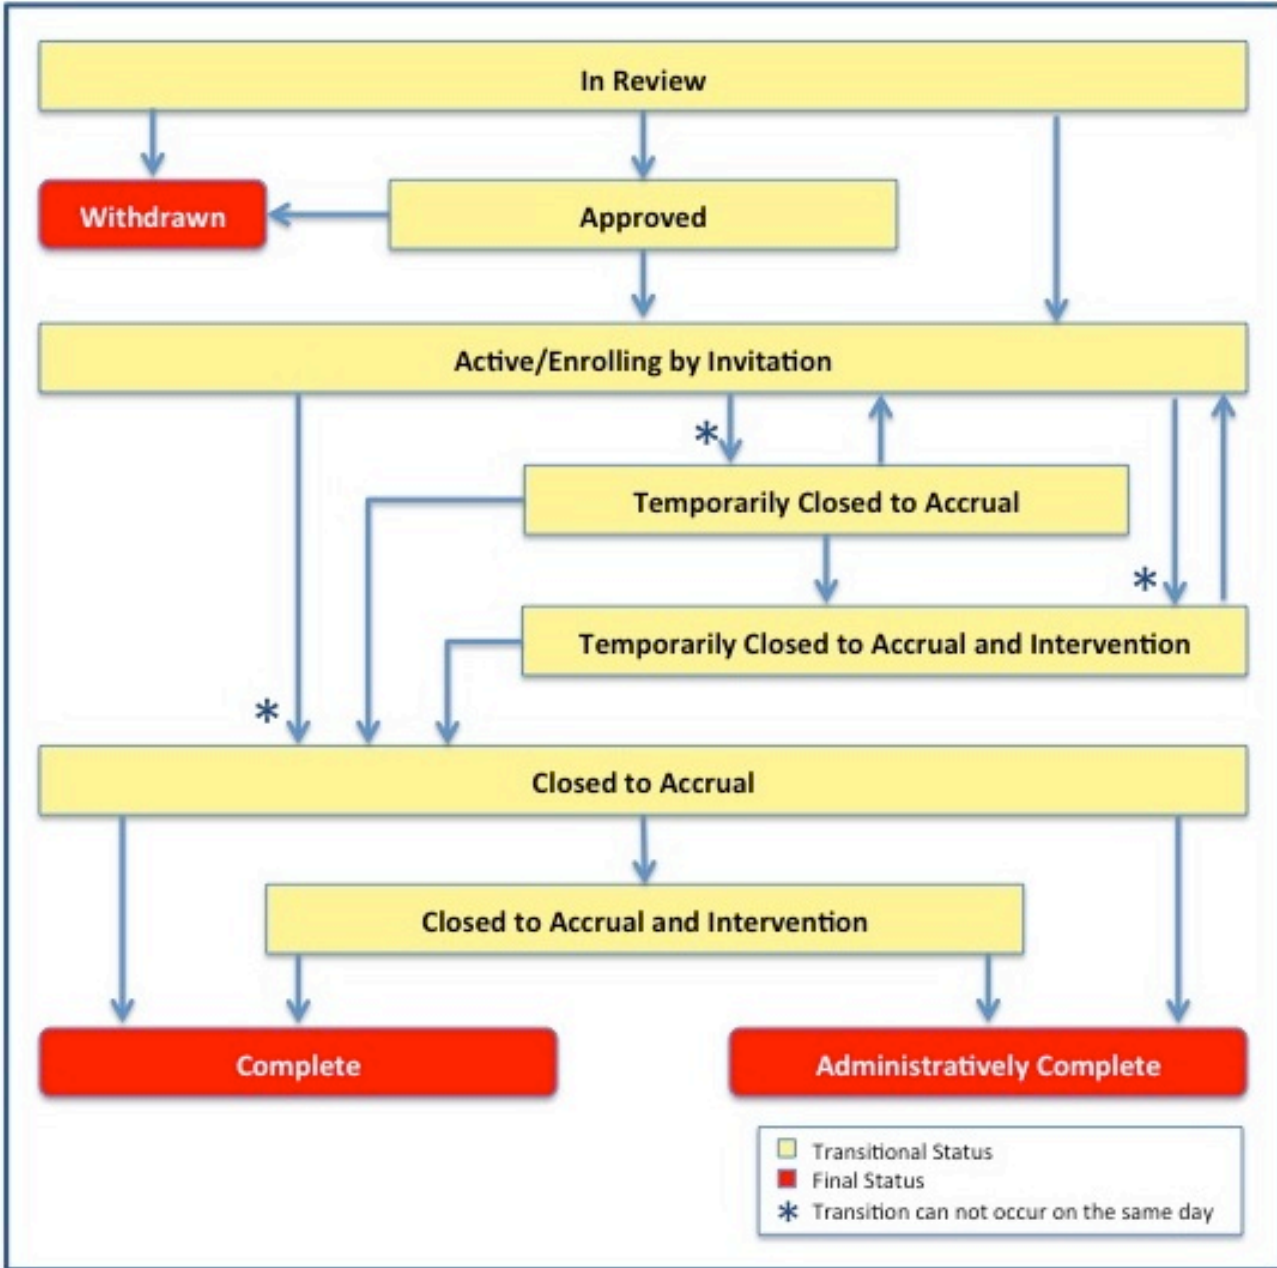 In Review
Withdrawn
Approved
Active/Enrolling by Invitation
*
Temporarily Closed to Accrual
*
Temporarily Closed to Accrual and Intervention
*
Closed to Accrual
Closed to Accrual and Intervention
Complete
Administratively Complete
Transitional Status
Final Status
* Transition can not occur on the same day